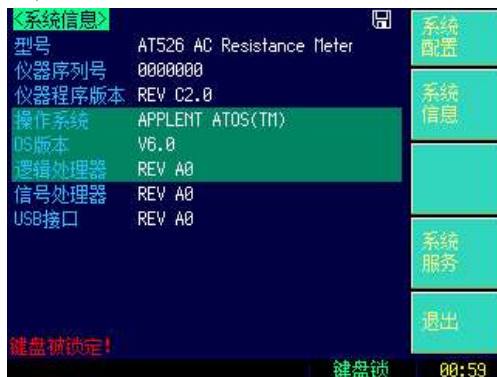 <系统信息>
型号 AT526 AC Resistance Meter
仪器序列号 0000000
仪器程序版本 REV C2.0
操作系统 APPLENT ATOS(TM)
OS版本 V6.0
逻辑处理器 REV A0
信号处理器 REV A0
USB接口 REV A0
键盘被锁定!
系统
配置
系统
信息
系统
服务
退出
键盘锁 00:59